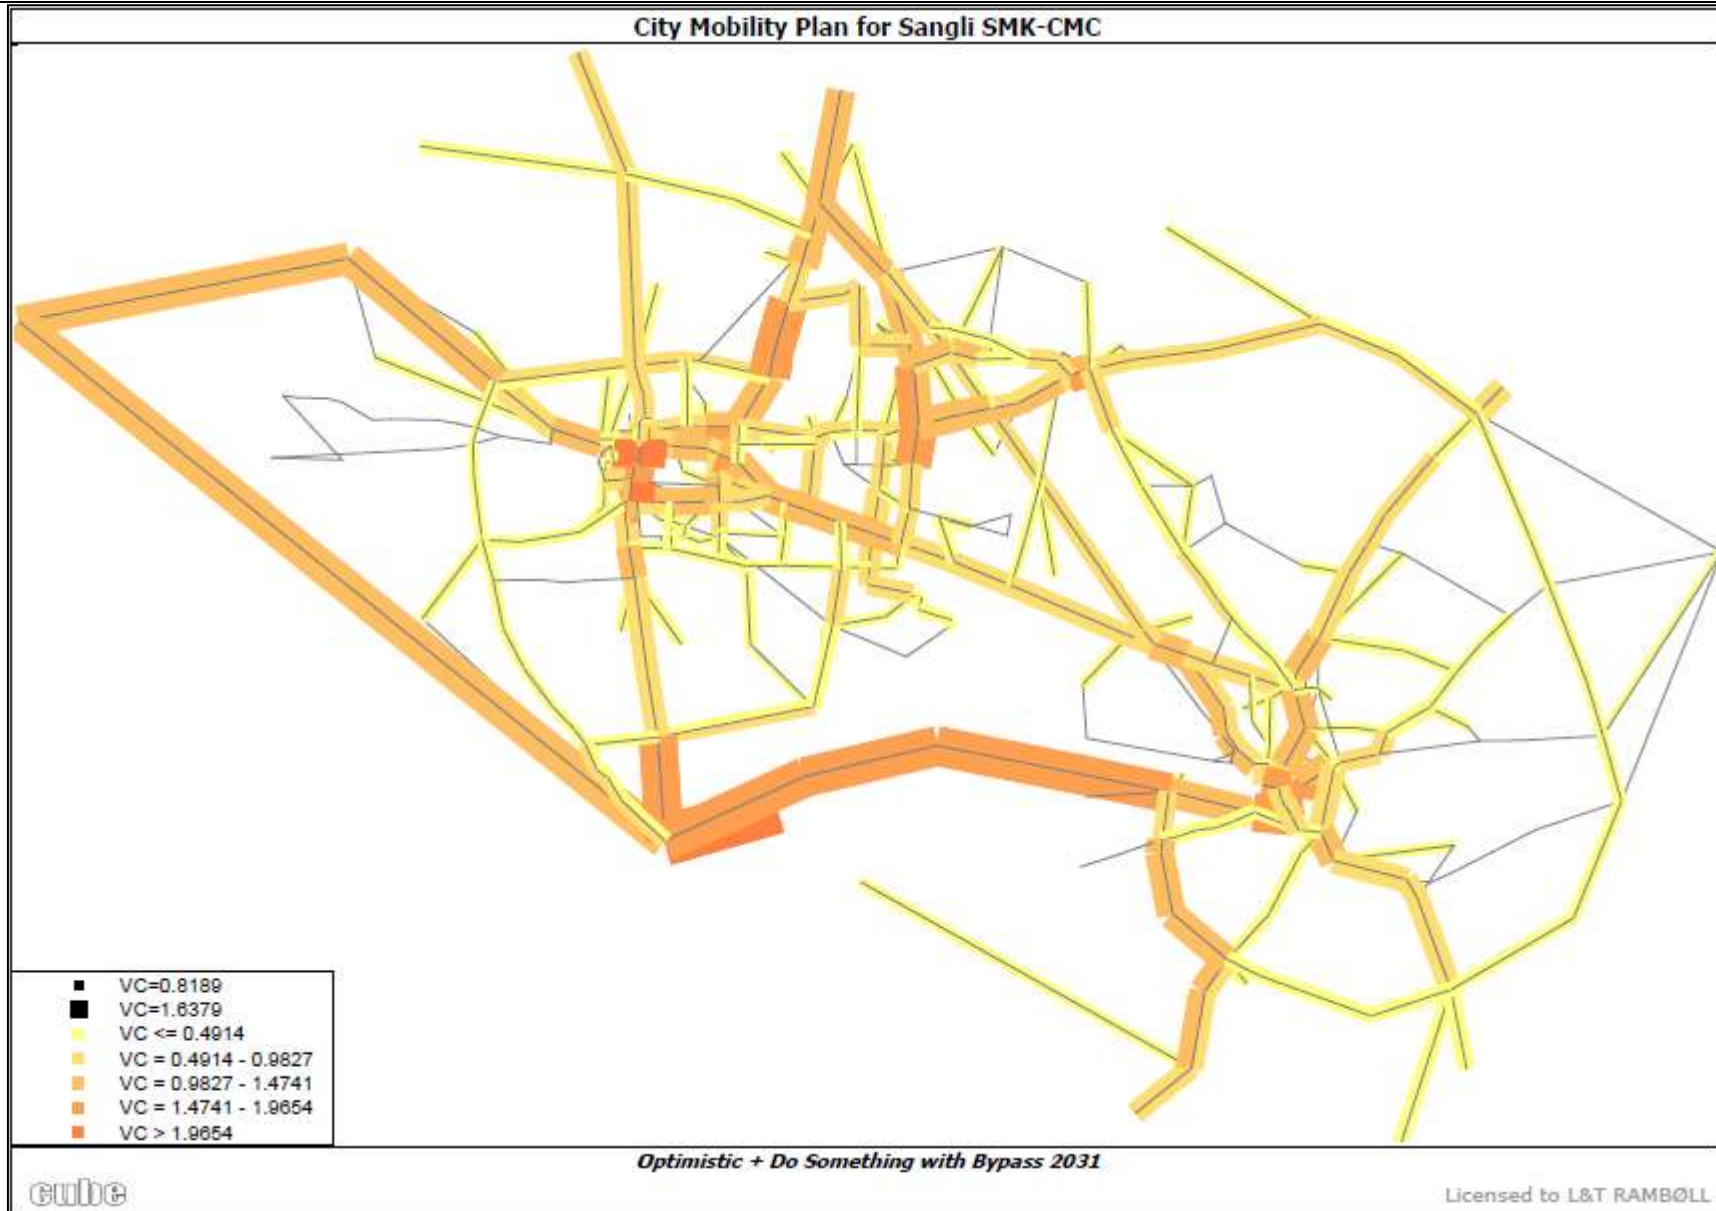 City Mobility Plan for Sangli SMK-CMC
VC=0.8189
VC=1.6379
VC <= 0.4914
VC = 0.4914 - 0.9827
VC = 0.9827 - 1.4741
VC = 1.4741 - 1.9654
VC > 1.9654
Optimistic + Do Something with Bypass 2031
cube
Licensed to L&T RAMBØLL